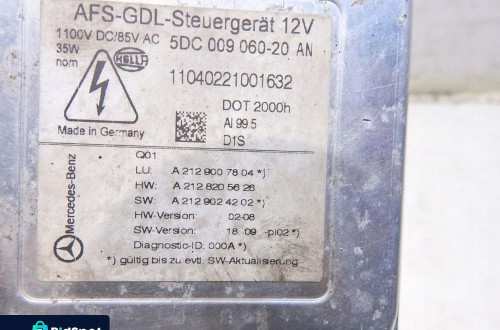 AFS-GDL-Steuergerät 12V
1100V DC/85V AC 5DC 009 060-20 AN
35W
nom
HELLA
11040221001632
DOT 2000h
Al 99.5
D1S
Made in Germany
Q01
LU: A 212 900 78 04 *)
HW: A 212 820 56 26
SW: A 212 902 42 02 *)
HW-Version: 02-08
SW-Version: 18 09 -pl02 *)
Diagnostic-ID: 000A *)
*) gültig bis zu evtl. SW-Aktualisierung
Mercedes-Benz
BidSpot